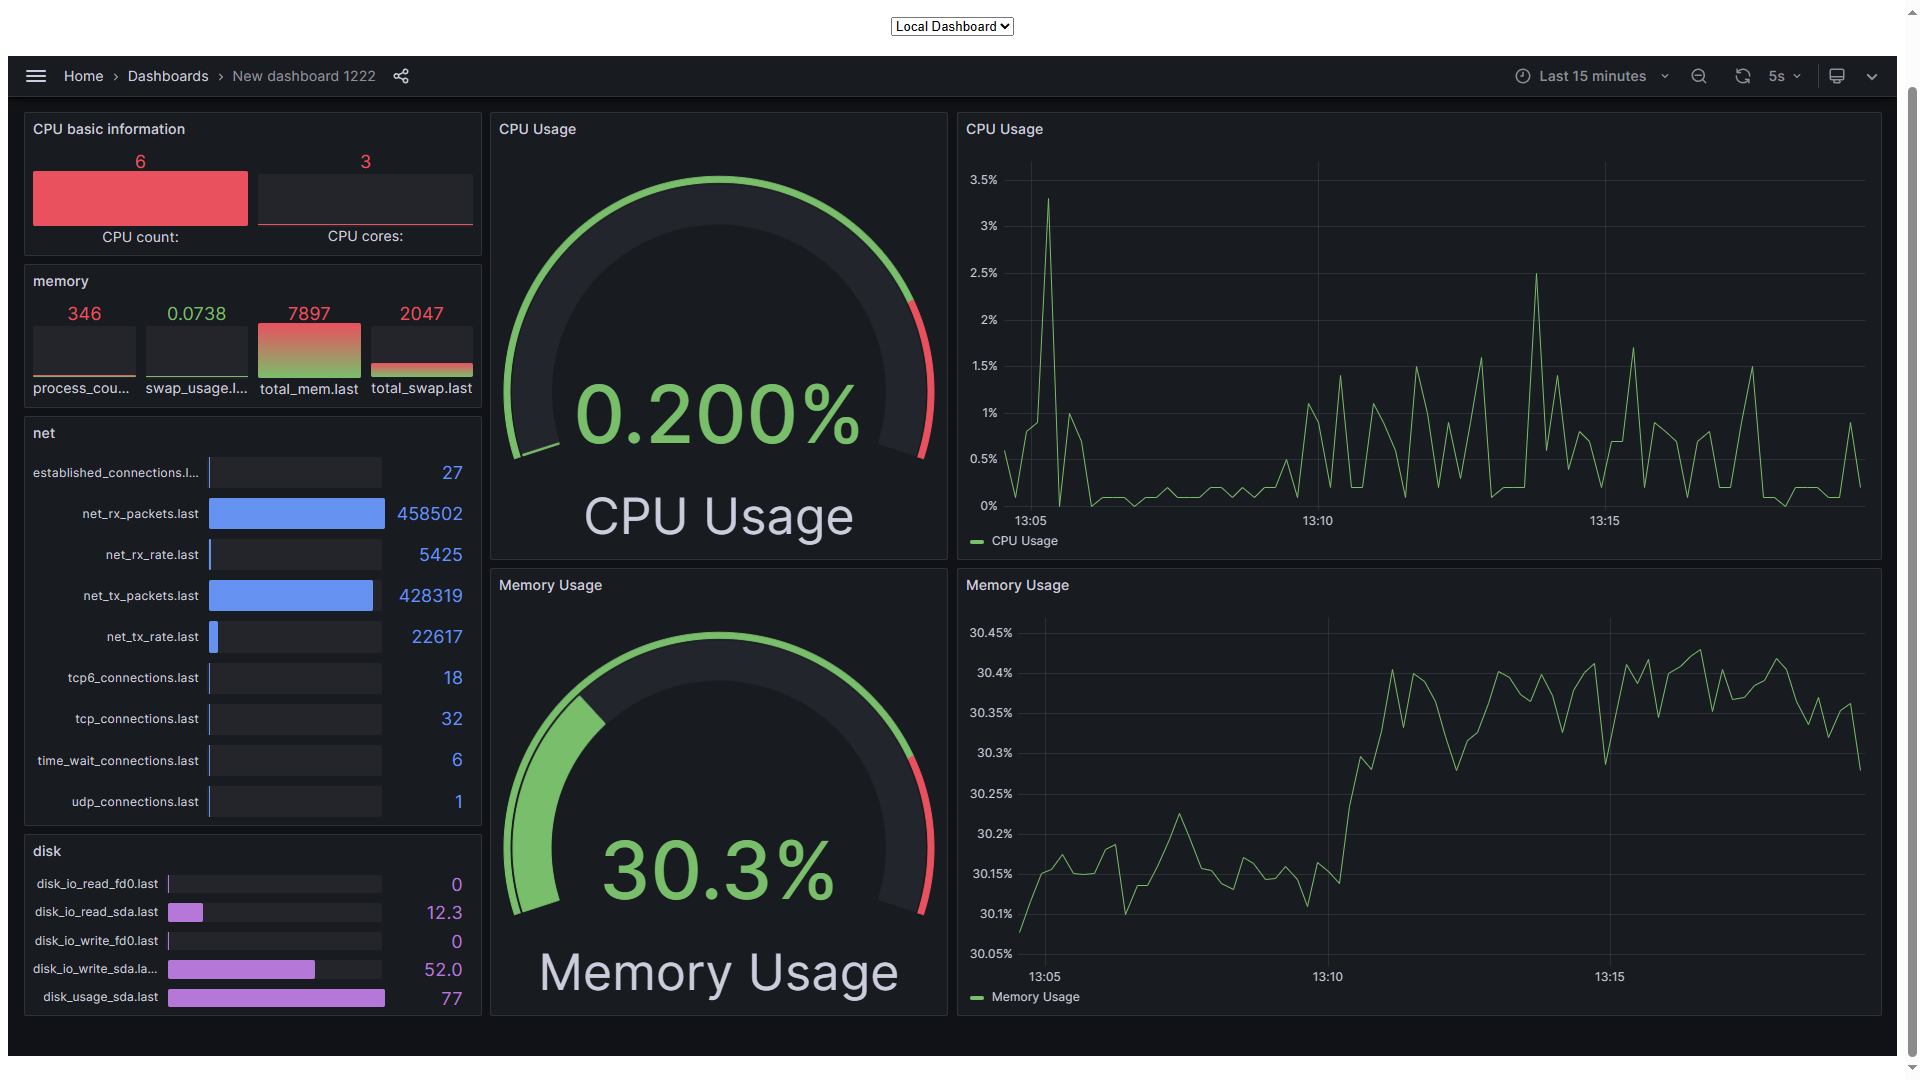 Local Dashboard
Home › Dashboards › New dashboard 1222
Last 15 minutes
5s
CPU basic information
6
3
CPU count:
CPU cores:
memory
346
0.0738
7897
2047
process_cou...
swap_usage.l...
total_mem.last
total_swap.last
net
established_connections.l... 27
net_rx_packets.last 458502
net_rx_rate.last 5425
net_tx_packets.last 428319
net_tx_rate.last 22617
tcp6_connections.last 18
tcp_connections.last 32
time_wait_connections.last 6
udp_connections.last 1
disk
disk_io_read_fd0.last 0
disk_io_read_sda.last 12.3
disk_io_write_fd0.last 0
disk_io_write_sda.la... 52.0
disk_usage_sda.last 77
CPU Usage
0.200%
CPU Usage
Memory Usage
30.3%
Memory Usage
CPU Usage
3.5%
3%
2.5%
2%
1.5%
1%
0.5%
0%
13:05
13:10
13:15
CPU Usage
Memory Usage
30.45%
30.4%
30.35%
30.3%
30.25%
30.2%
30.15%
30.1%
30.05%
13:05
13:10
13:15
Memory Usage